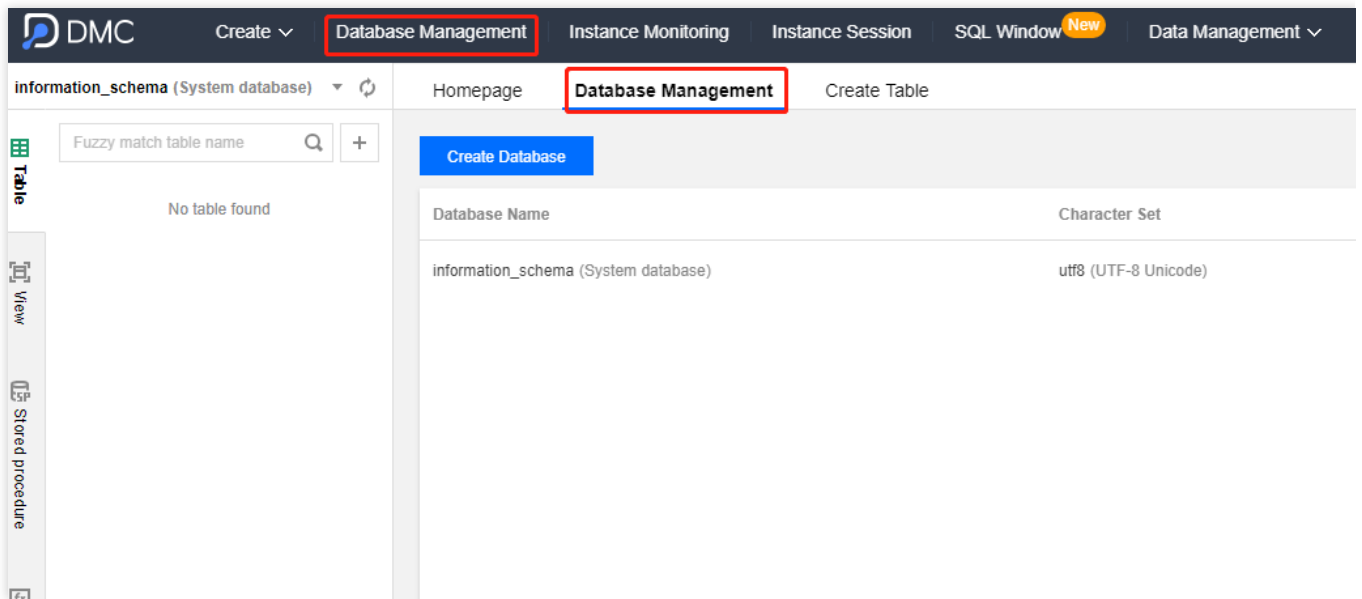 DMC Create Database Management Instance Monitoring Instance Session SQL Window New Data Management
information_schema (System database)
Homepage Database Management Create Table
Fuzzy match table name
Create Database
Table
No table found
Database Name Character Set
information_schema (System database) utf8 (UTF-8 Unicode)
View
Stored procedure